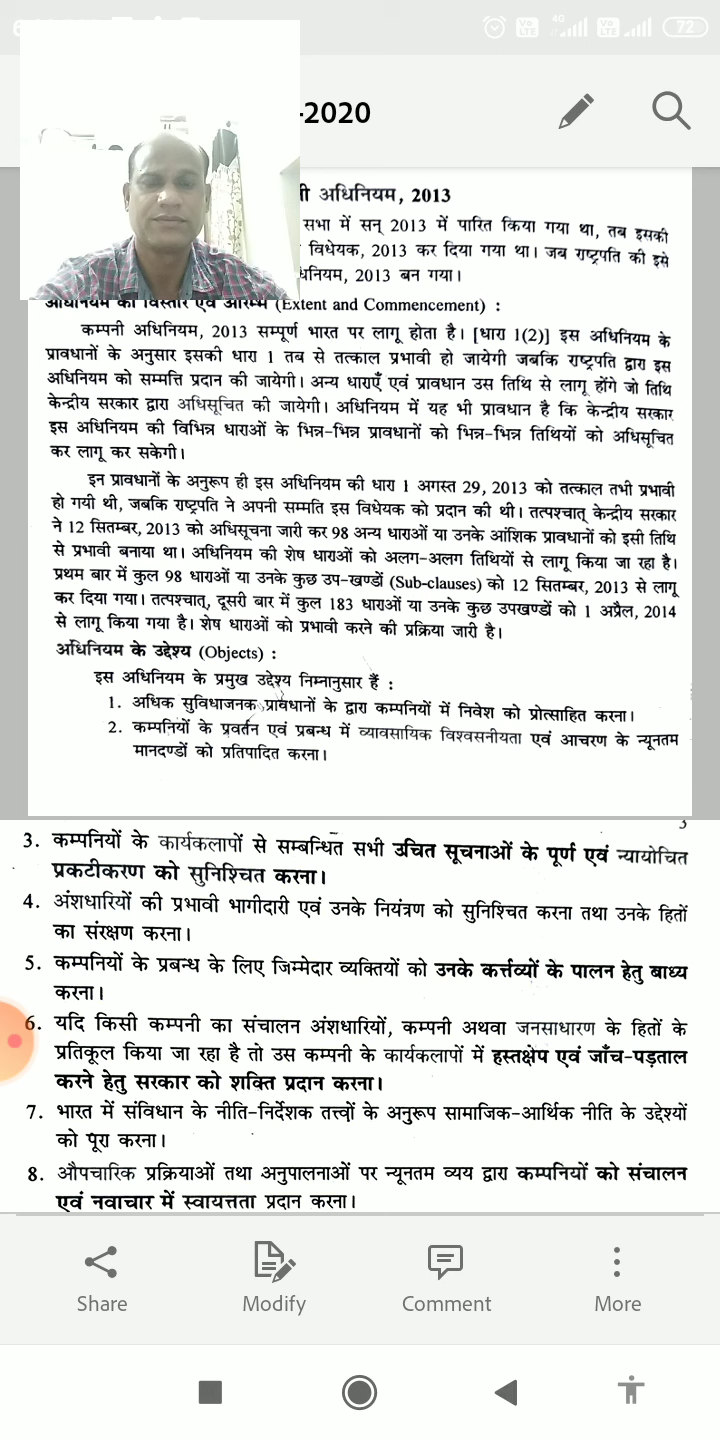 72
-2020
अधिनियम, 2013
सभा में सन् 2013 में पारित किया गया था, तब इसकी
विधेयक, 2013 कर दिया गया था। जब राष्ट्रपति की इसे
2013 बन गया।
अधिनियम का विस्तार एवं आरम्भ (Extent and Commencement) :
कम्पनी अधिनियम, 2013 सम्पूर्ण भारत पर लागू होता है। [धारा 1(2)] इस अधिनियम के
प्रावधानों के अनुसार इसकी धारा 1 तब से तत्काल प्रभावी हो जायेगी जबकि राष्ट्रपति द्वारा इस
अधिनियम को सम्मत्ति प्रदान की जायेगी। अन्य धाराएँ एवं प्रावधान उस तिथि से लागू होंगे जो तिथि
केन्द्रीय सरकार द्वारा अधिसूचित की जायेगी। अधिनियम में यह भी प्रावधान है कि केन्द्रीय सरकार
इस अधिनियम की विभिन्न धाराओं के भिन्न-भिन्न प्रावधानों को भिन्न-भिन्न तिथियों को अधिसूचित
कर लागू कर सकेगी।
इन प्रावधानों के अनुरूप ही इस अधिनियम की धारा 1 अगस्त 29, 2013 को तत्काल तभी प्रभावी
हो गयी थी, जबकि राष्ट्रपति ने अपनी सम्मति इस विधेयक को प्रदान की थी। तत्पश्चात् केन्द्रीय सरकार
ने 12 सितम्बर, 2013 को अधिसूचना जारी कर 98 अन्य धाराओं या उनके आंशिक प्रावधानों को इसी तिथि
से प्रभावी बनाया था। अधिनियम की शेष धाराओं को अलग-अलग तिथियों से लागू किया जा रहा है।
प्रथम बार में कुल 98 धाराओं या उनके कुछ उप-खण्डों (Sub-clauses) को 12 सितम्बर, 2013 से लागू
कर दिया गया। तत्पश्चात्, दूसरी बार में कुल 183 धाराओं या उनके कुछ उपखण्डों को 1 अप्रैल, 2014
से लागू किया गया है। शेष धाराओं को प्रभावी करने की प्रक्रिया जारी है।
अधिनियम के उद्देश्य (Objects) :
इस अधिनियम के प्रमुख उद्देश्य निम्नानुसार हैं :
1. अधिक सुविधाजनक प्रावधानों के द्वारा कम्पनियों में निवेश को प्रोत्साहित करना।
2. कम्पनियों के प्रवर्तन एवं प्रबन्ध में व्यावसायिक विश्वसनीयता एवं आचरण के न्यूनतम
मानदण्डों को प्रतिपादित करना।
3. कम्पनियों के कार्यकलापों से सम्बन्धित सभी उचित सूचनाओं के पूर्ण एवं न्यायोचित
प्रकटीकरण को सुनिश्चित करना।
4. अंशधारियों की प्रभावी भागीदारी एवं उनके नियंत्रण को सुनिश्चित करना तथा उनके हितों
का संरक्षण करना।
5. कम्पनियों के प्रबन्ध के लिए जिम्मेदार व्यक्तियों को उनके कर्त्तव्यों के पालन हेतु बाध्य
करना।
6. यदि किसी कम्पनी का संचालन अंशधारियों, कम्पनी अथवा जनसाधारण के हितों के
प्रतिकूल किया जा रहा है तो उस कम्पनी के कार्यकलापों में हस्तक्षेप एवं जाँच-पड़ताल
करने हेतु सरकार को शक्ति प्रदान करना।
7. भारत में संविधान के नीति-निर्देशक तत्त्वों के अनुरूप सामाजिक-आर्थिक नीति के उद्देश्यों
को पूरा करना।
8. औपचारिक प्रक्रियाओं तथा अनुपालनाओं पर न्यूनतम व्यय द्वारा कम्पनियों को संचालन
एवं नवाचार में स्वायत्तता प्रदान करना।
Share Modify Comment More